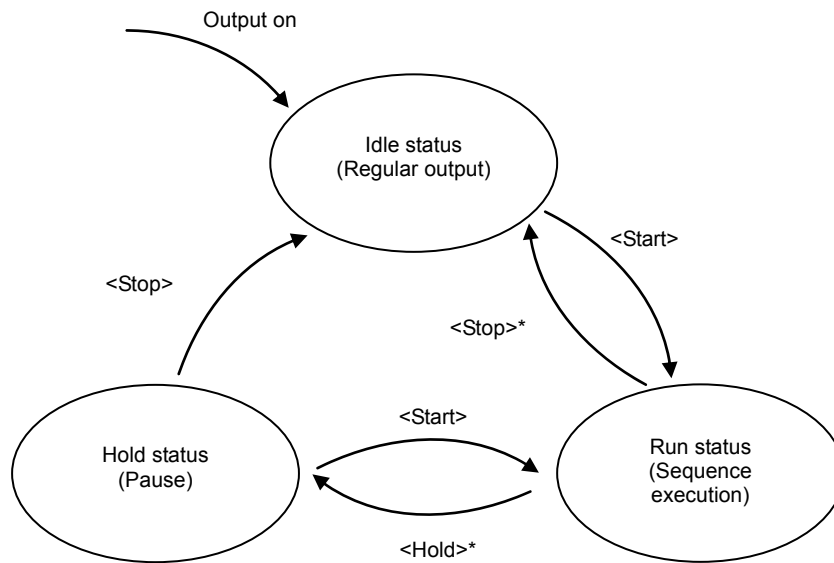 Output on
Idle status
(Regular output)
<Start>
<Stop>
<Stop>*
<Start>
Hold status
(Pause)
Run status
(Sequence
execution)
<Hold>*